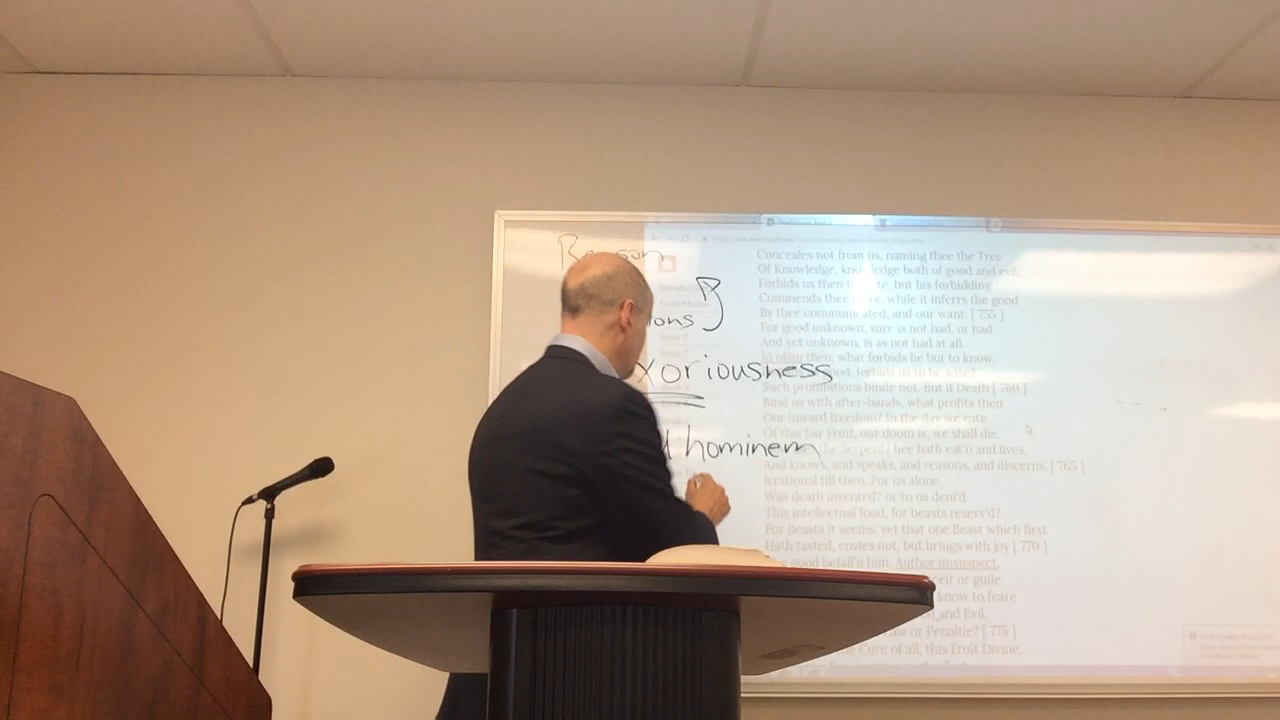 Reason
ions
xoriousness
hominem
Conceales not from us, naming thee the Tree
Of Knowledge, knowledge both of good and evil;
Forbids us then to taste, but his forbidding
Commends thee more, while it inferrs the good
By thee communicated, and our want: [ 755 ]
For good unknown, sure is not had, or had
And yet unknown, is as not had at all.
In plain then, what forbids he but to know,
good, forbids us to be wise?
Such prohibitions binde not. But if Death [ 760 ]
Bind us with after-bands, what profits then
Our inward freedom? In the day we eate
Of this fair Fruit, our doom is, we shall die.
the Serpent? hee hath eat'n and lives,
And knows, and speaks, and reasons, and discerns, [ 765 ]
Irrational till then. For us alone
Was death invented? or to us deni'd
This intellectual food, for beasts reserv'd?
For Beasts it seems: yet that one Beast which first
Hath tasted, envies not, but brings with joy [ 770 ]
good befall'n him, Author unsuspect,
ceit or guile
know to feare
and Evil,
Law or Penaltie? [ 775 ]
Cure of all, this Fruit Divine,